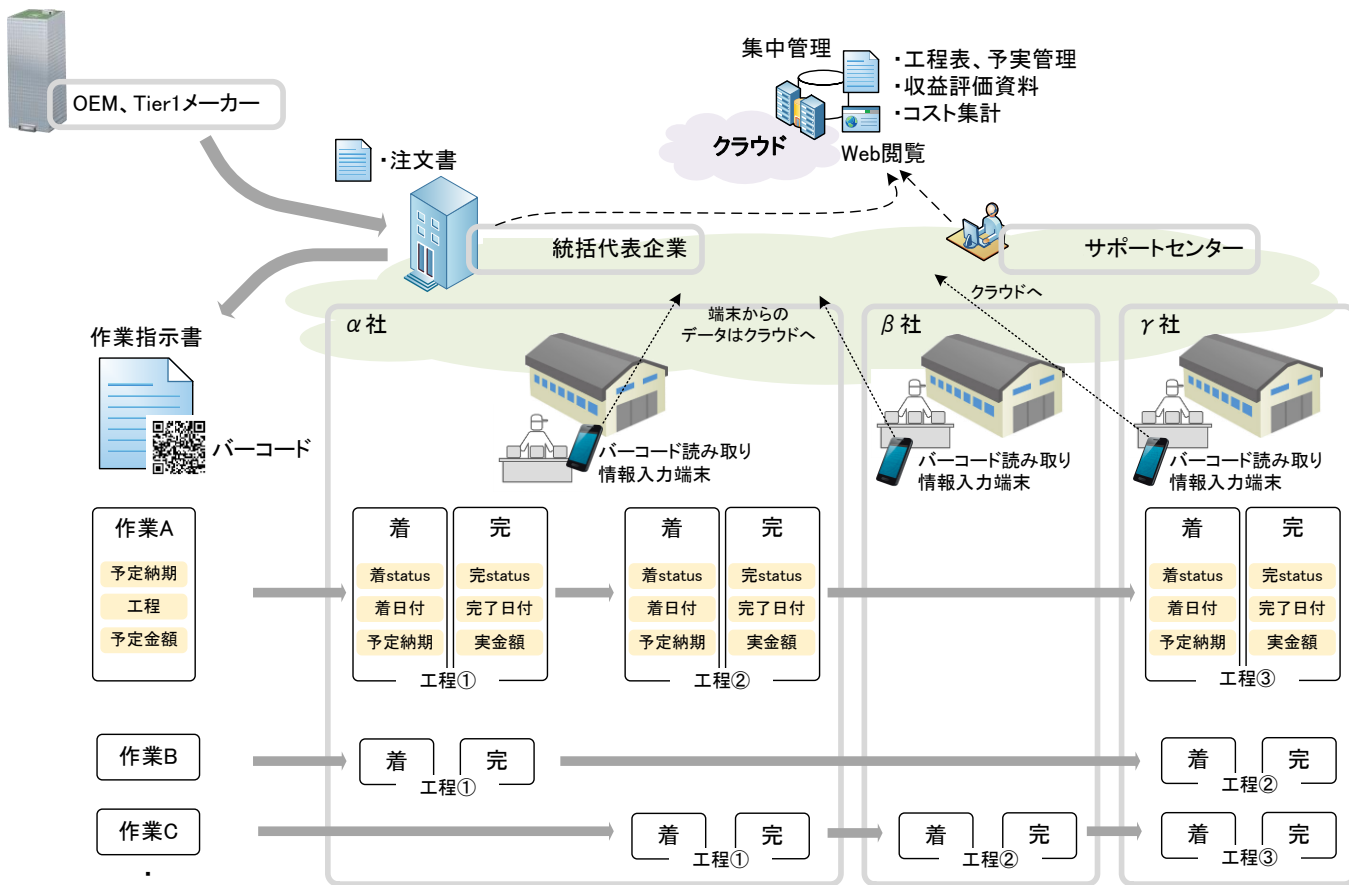 OEM、Tier1メーカー
集中管理
・工程表、予実管理
・収益評価資料
・コスト集計
クラウド
Web閲覧
・注文書
統括代表企業
サポートセンター
作業指示書
バーコード
α社
端末からの
データはクラウドへ
β社
クラウドへ
γ社
バーコード読み取り
情報入力端末
バーコード読み取り
情報入力端末
バーコード読み取り
情報入力端末
作業A
予定納期
工程
予定金額
着
着status
着日付
予定納期
完
完status
完了日付
実金額
工程①
着
着status
着日付
予定納期
完
完status
完了日付
実金額
工程②
着
着status
着日付
予定納期
完
完status
完了日付
実金額
工程③
作業B
着
完
工程①
着
完
工程②
作業C
着
完
工程①
着
完
工程②
着
完
工程③
・